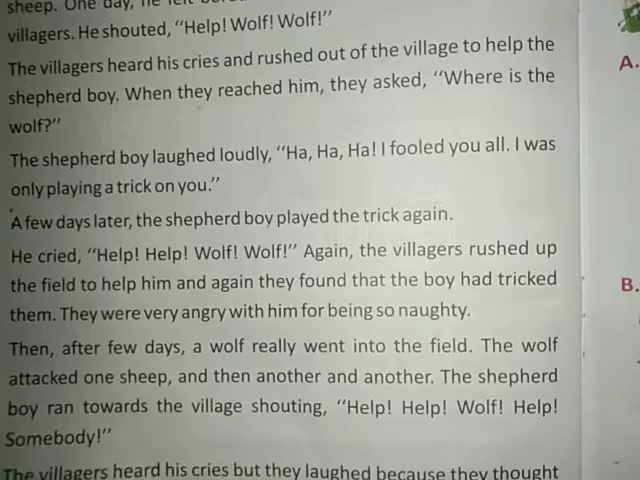 sheep. One day, he felt
villagers. He shouted, "Help! Wolf! Wolf!"
The villagers heard his cries and rushed out of the village to help the
shepherd boy. When they reached him, they asked, "Where is the
wolf?"
The shepherd boy laughed loudly, "Ha, Ha, Ha! I fooled you all. I was
only playing a trick on you."
A few days later, the shepherd boy played the trick again.
He cried, "Help! Help! Wolf! Wolf!" Again, the villagers rushed up
the field to help him and again they found that the boy had tricked
them. They were very angry with him for being so naughty.
Then, after few days, a wolf really went into the field. The wolf
attacked one sheep, and then another and another. The shepherd
boy ran towards the village shouting, "Help! Help! Wolf! Help!
Somebody!"
The villagers heard his cries but they laughed because they thought
A.
B.